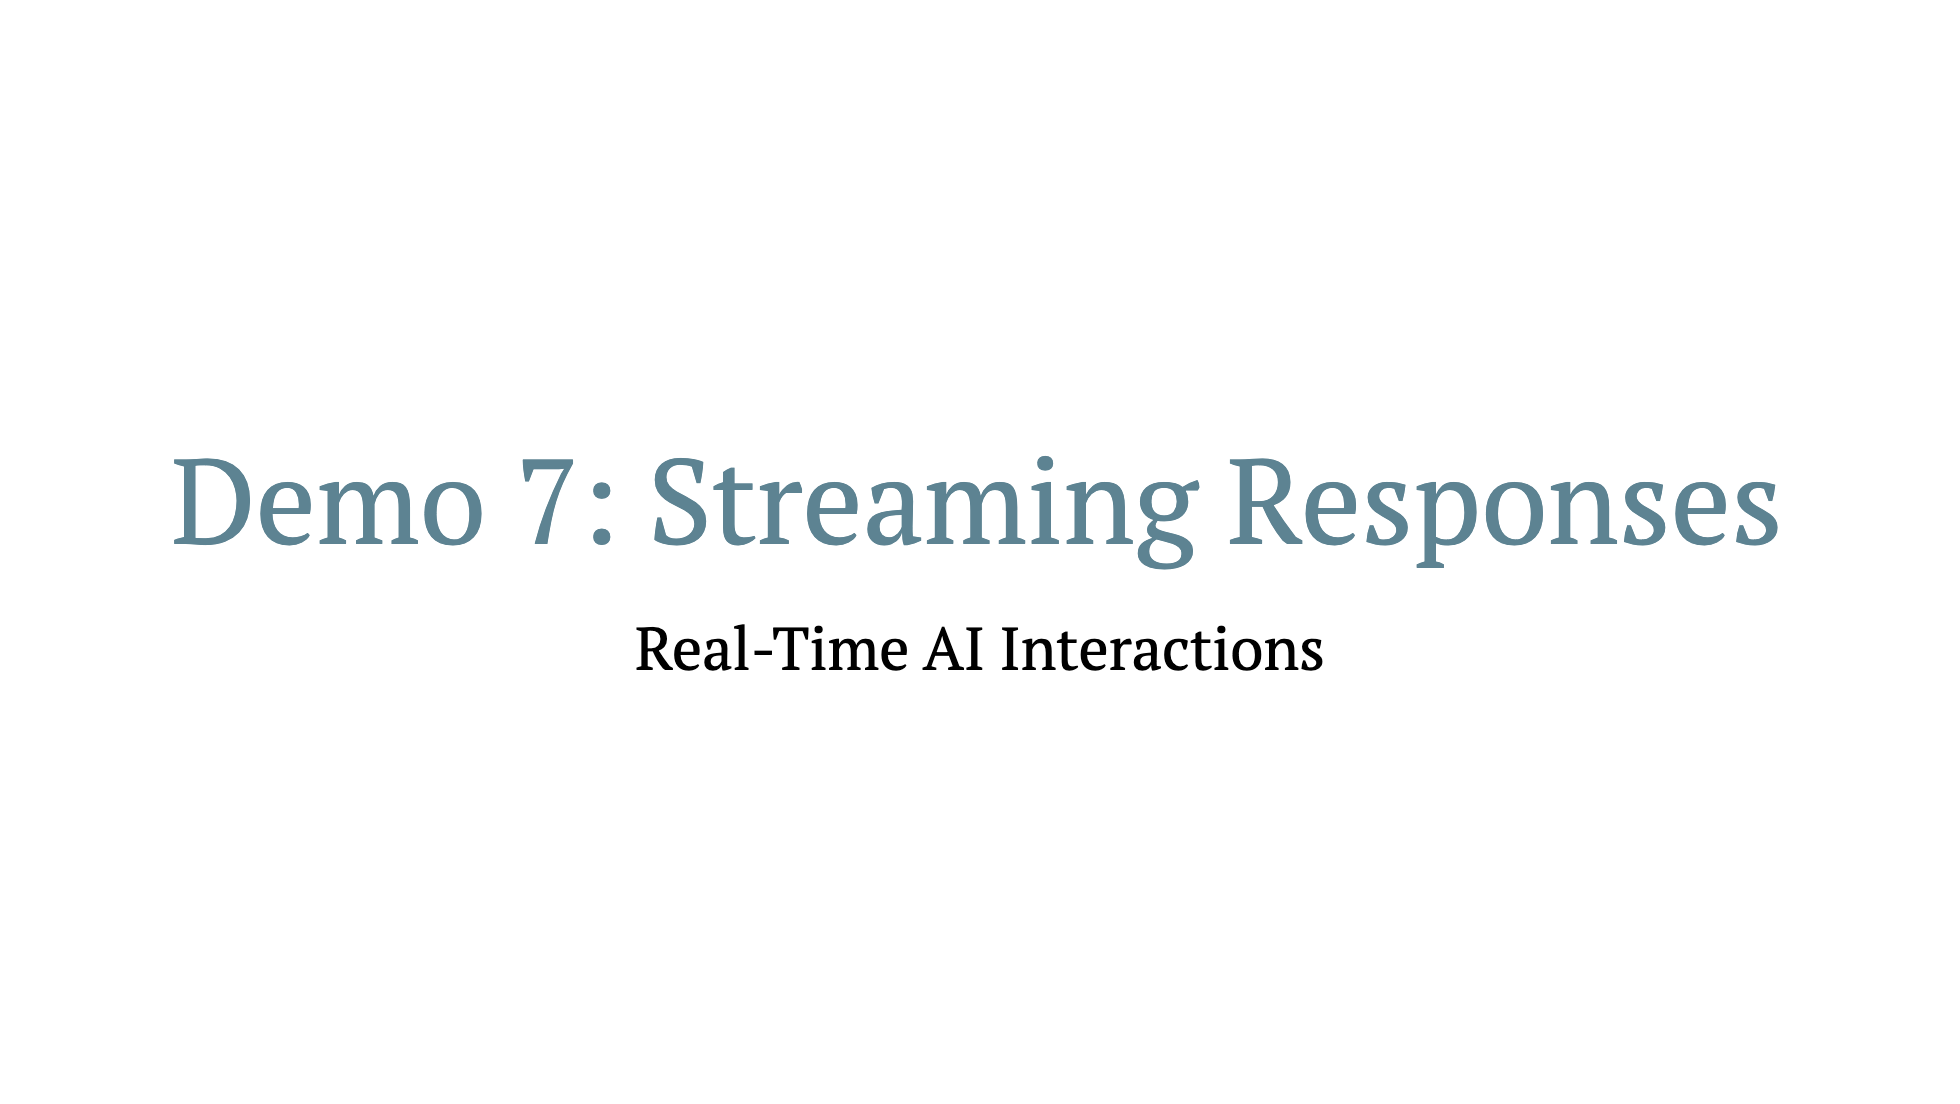 Demo 7: Streaming Responses
Real-Time AI Interactions